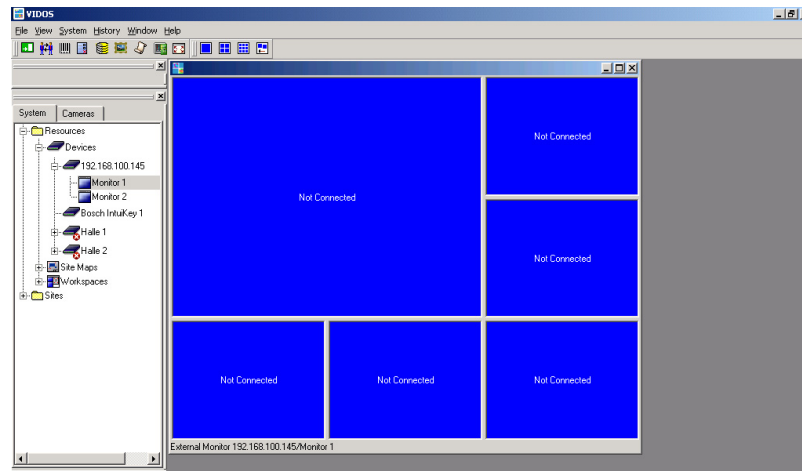 VIDOS
File View System History Window Help
System Cameras
Resources
Devices
192.168.100.145
Monitor 1
Monitor 2
Bosch IntuiKey 1
Halle 1
Halle 2
Site Maps
Workspaces
Sites
Not Connected
Not Connected
Not Connected
Not Connected
Not Connected
Not Connected
External Monitor 192.168.100.145/Monitor 1